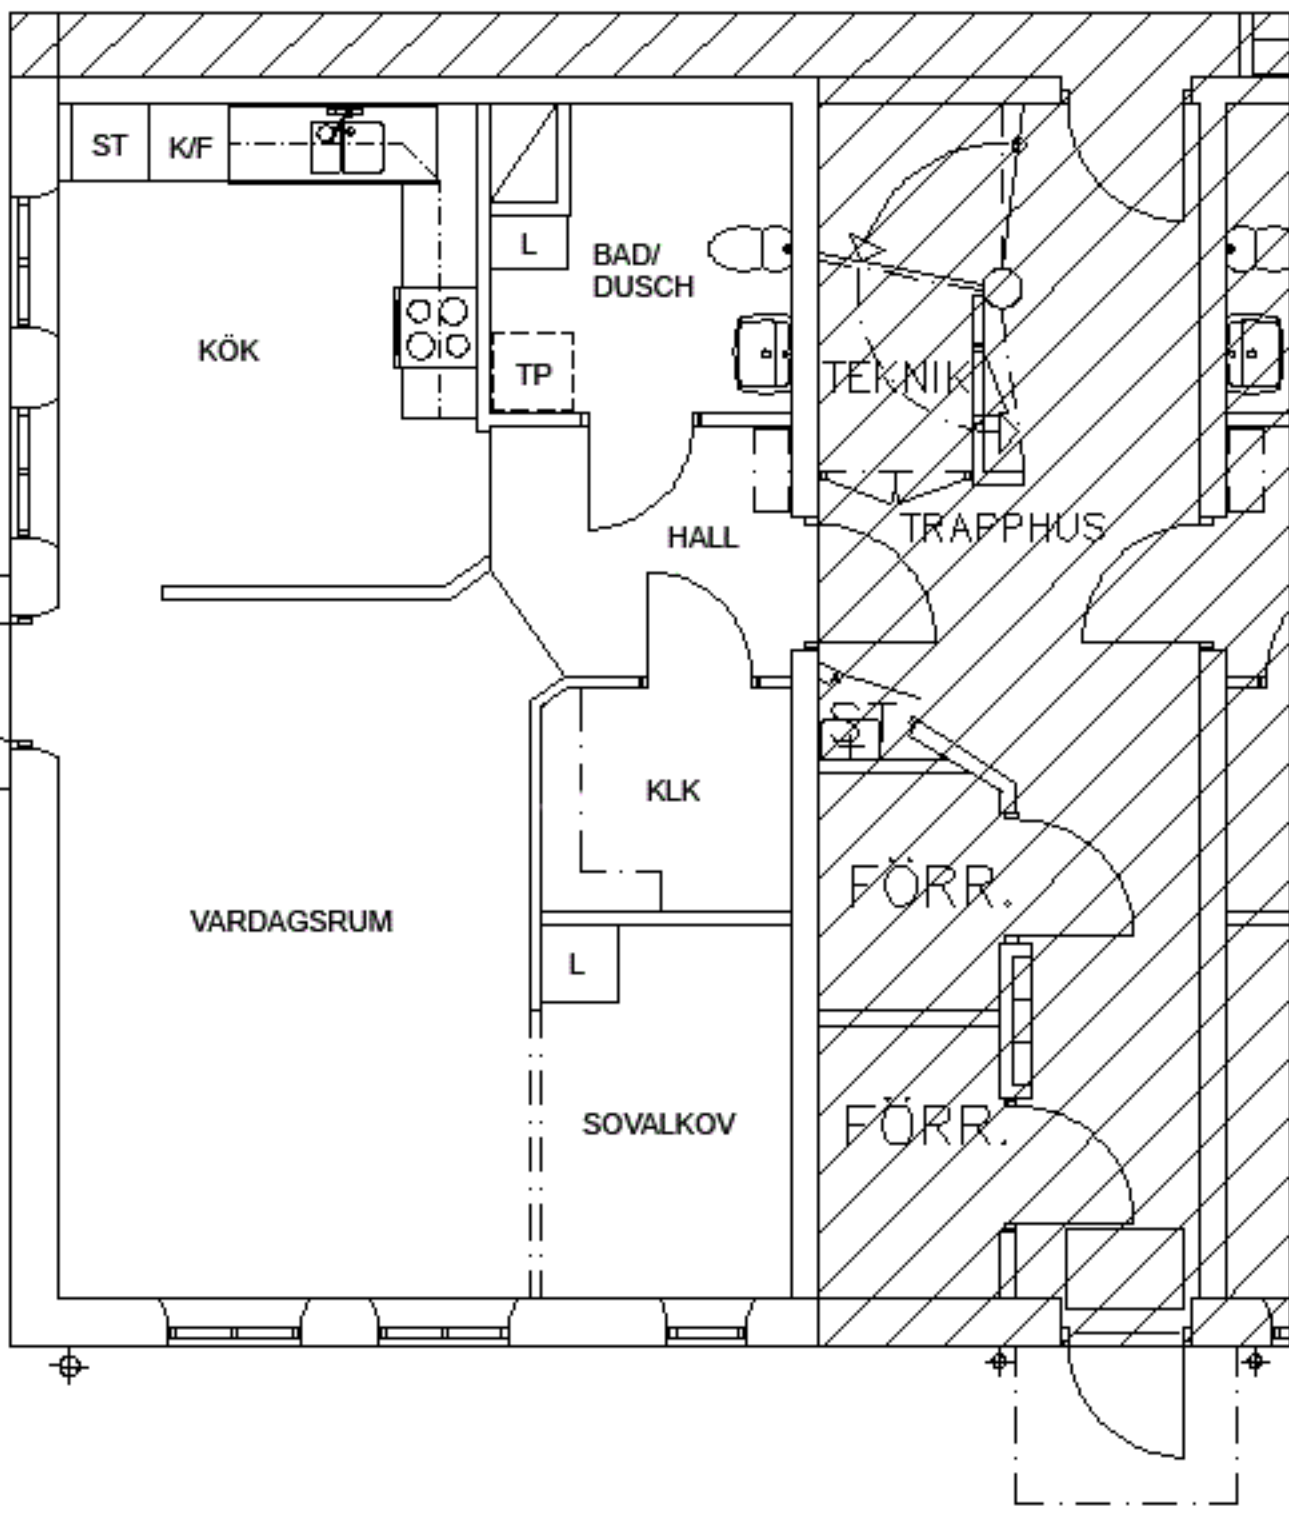 ST
K/F
L
BAD/
DUSCH
KÖK
TP
TEKNIK
HALL
TRAPPHUS
ST
KLK
FÖRR.
VARDAGSRUM
L
SOVALKOV
FÖRR.